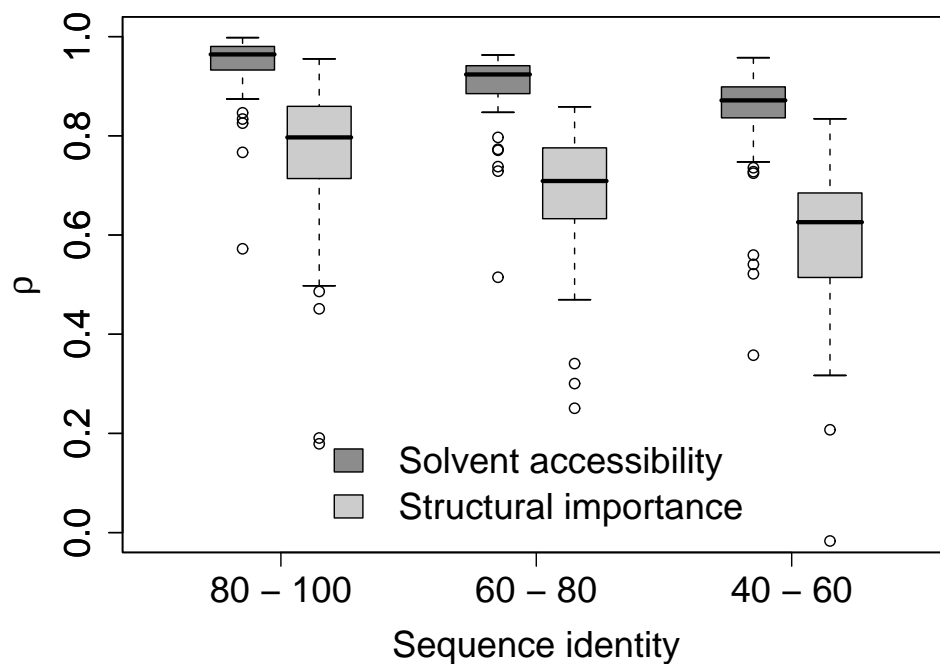 1.0
0.8
0.6
0.4
0.2
0.0
ρ
Solvent accessibility
Structural importance
80 − 100
60 − 80
40 − 60
Sequence identity